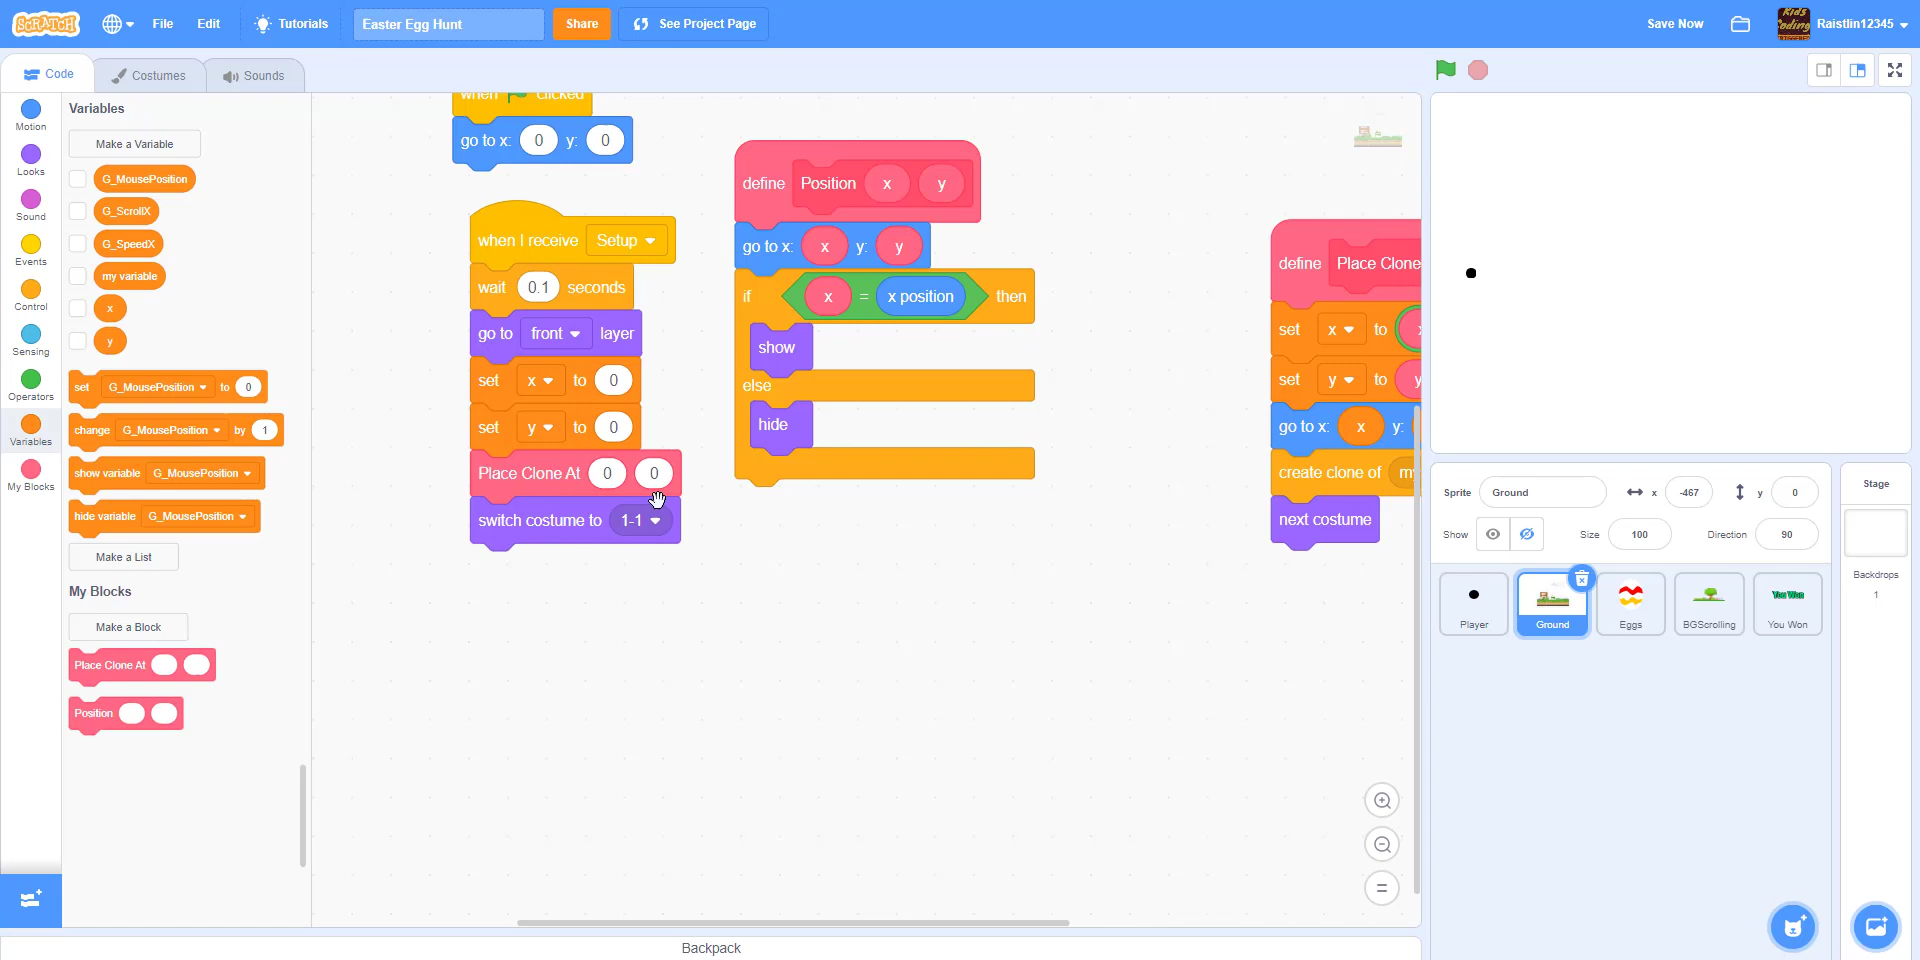 SCRATCH
File
Edit
Tutorials
Easter Egg Hunt
Share
See Project Page
Save Now
Raistlin12345
Code
Costumes
Sounds
Motion
Looks
Sound
Events
Control
Sensing
Operators
Variables
My Blocks
Variables
Make a Variable
G_MousePosition
G_ScrollX
G_SpeedX
my variable
x
y
set G_MousePosition to 0
change G_MousePosition by 1
show variable G_MousePosition
hide variable G_MousePosition
Make a List
My Blocks
Make a Block
Place Clone At
Position
when clicked
go to x: 0 y: 0
when I receive Setup
wait 0.1 seconds
go to front layer
set x to 0
set y to 0
Place Clone At 0 0
switch costume to 1-1
define Position x y
go to x: x y: y
if x = x position then
show
else
hide
define Place Clone
set x to
set y to y
go to x: x y:
create clone of my
next costume
Backpack
Sprite Ground x -467 y 0
Show Size 100 Direction 90
Player
Ground
Eggs
BGScrolling
You Won
You Won
Stage
Backdrops
1